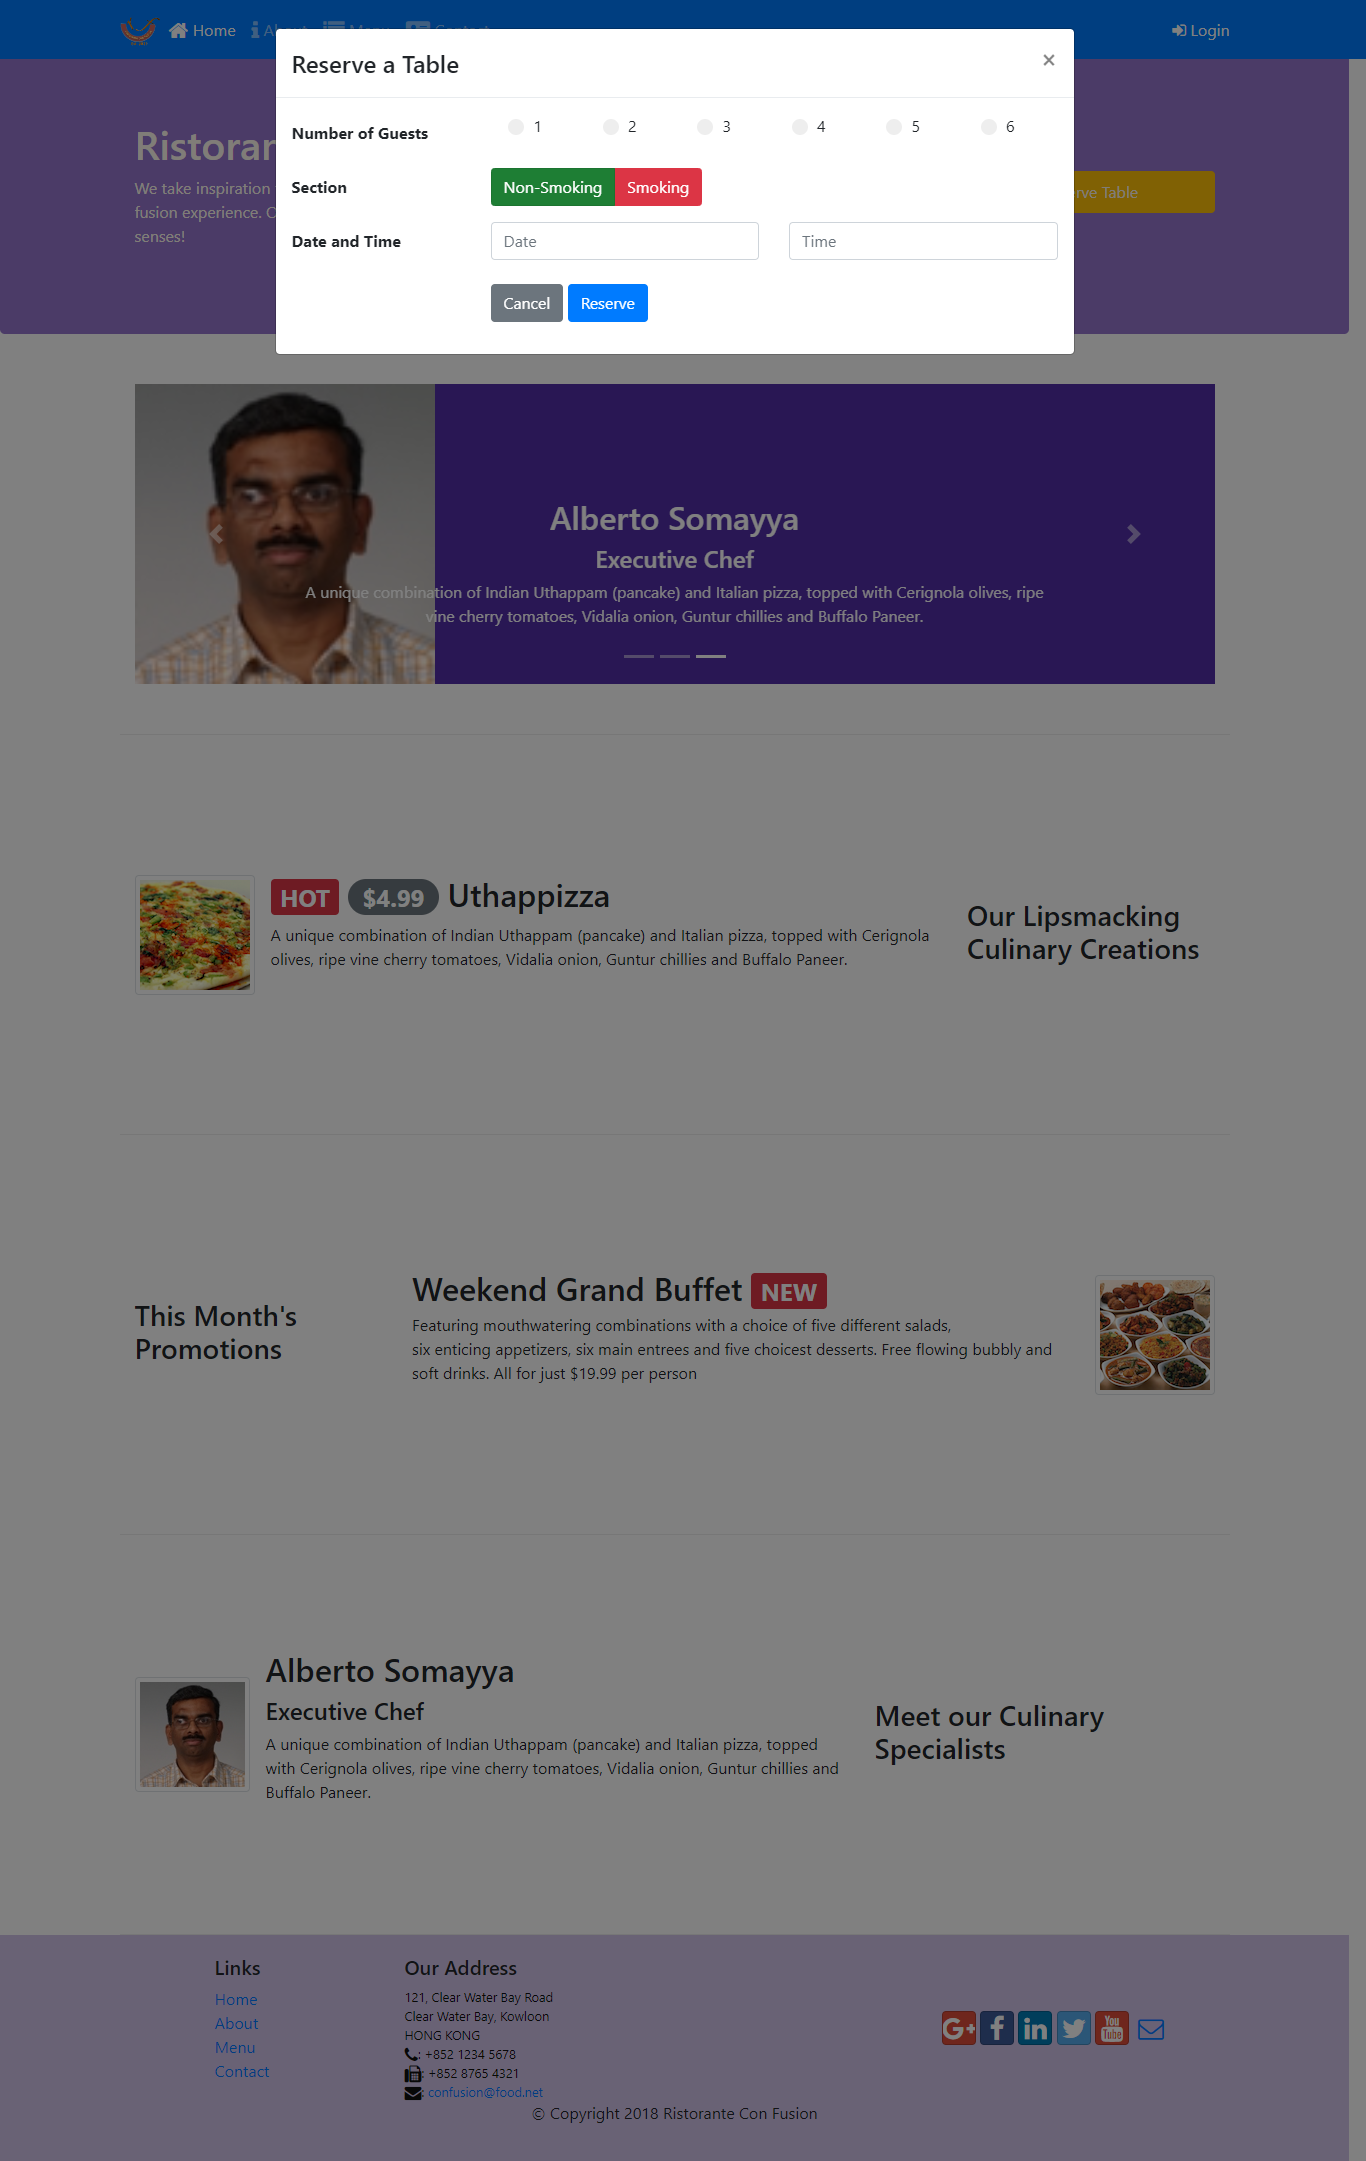 Home
Login
Reserve a Table
×
Number of Guests
1 2 3 4 5 6
Section
Non-Smoking Smoking
Date and Time
Date
Time
Cancel Reserve
We take inspiration
fusion experience.
senses!
Table
Alberto Somayya
Executive Chef
A unique combination of Indian Uthappam (pancake) and Italian pizza, topped with Cerignola olives, ripe
vine cherry tomatoes, Vidalia onion, Guntur chillies and Buffalo Paneer.
HOT $4.99 Uthappizza
A unique combination of Indian Uthappam (pancake) and Italian pizza, topped with Cerignola
olives, ripe vine cherry tomatoes, Vidalia onion, Guntur chillies and Buffalo Paneer.
Our Lipsmacking
Culinary Creations
This Month's
Promotions
Weekend Grand Buffet NEW
Featuring mouthwatering combinations with a choice of five different salads,
six enticing appetizers, six main entrees and five choicest desserts. Free flowing bubbly and
soft drinks. All for just $19.99 per person
Alberto Somayya
Executive Chef
A unique combination of Indian Uthappam (pancake) and Italian pizza, topped
with Cerignola olives, ripe vine cherry tomatoes, Vidalia onion, Guntur chillies and
Buffalo Paneer.
Meet our Culinary
Specialists
Links
Home
About
Menu
Contact
Our Address
121, Clear Water Bay Road
Clear Water Bay, Kowloon
HONG KONG
: +852 1234 5678
: +852 8765 4321
: confusion@food.net
G+ f in You Tube
© Copyright 2018 Ristorante Con Fusion